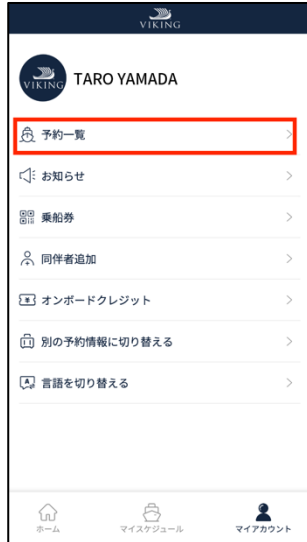 VIKING
VIKING
TARO YAMADA
予約一覧
お知らせ
乗船券
同伴者追加
オンボードクレジット
別の予約情報に切り替える
言語を切り替える
ホーム
マイスケジュール
マイアカウント